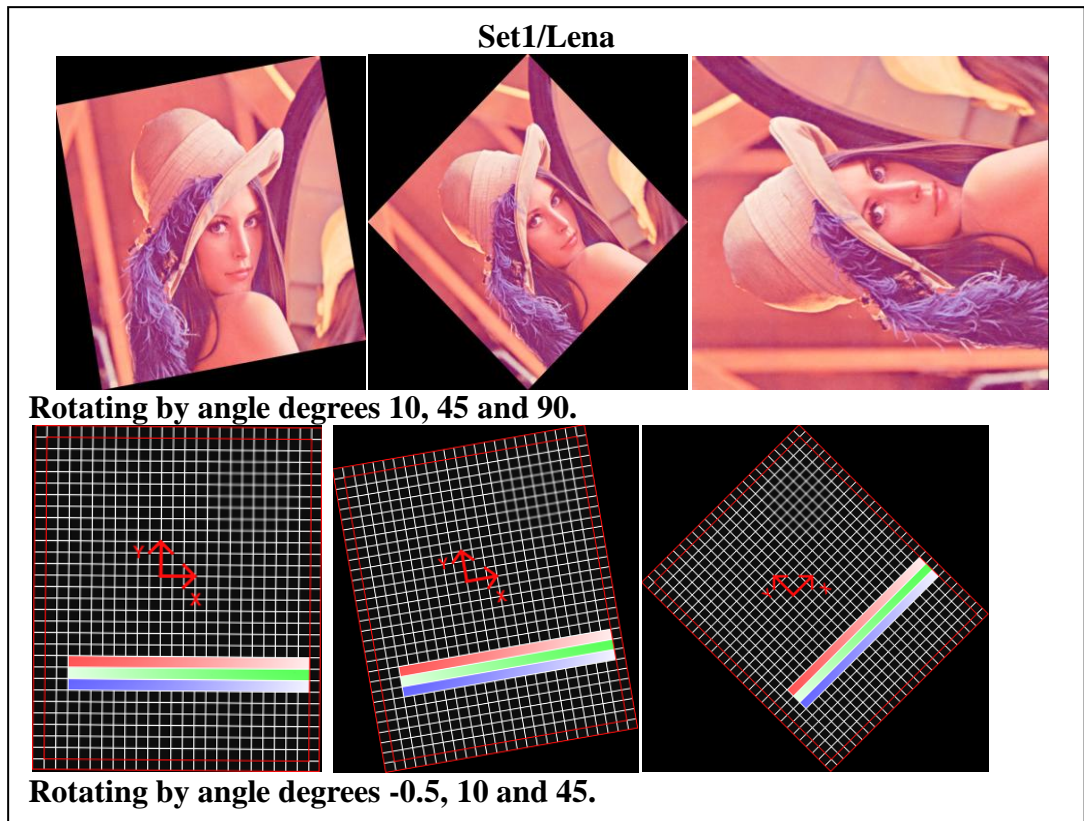 Set1/Lena
Rotating by angle degrees 10, 45 and 90.
Y
X
Y
X
Y
X
Rotating by angle degrees -0.5, 10 and 45.